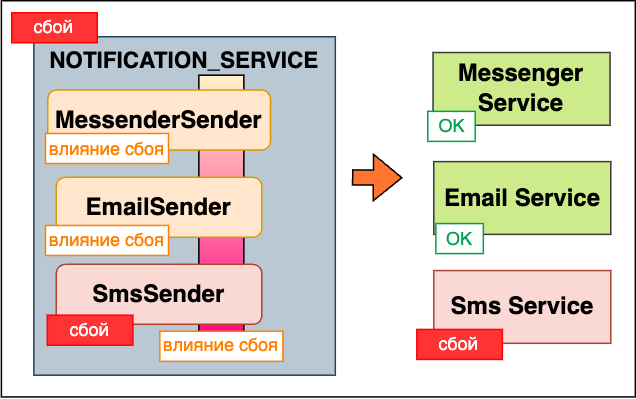 сбой
NOTIFICATION_SERVICE
MessenderSender
влияние сбоя
EmailSender
влияние сбоя
SmsSender
сбой
влияние сбоя
Messenger
Service
OK
Email Service
OK
Sms Service
сбой